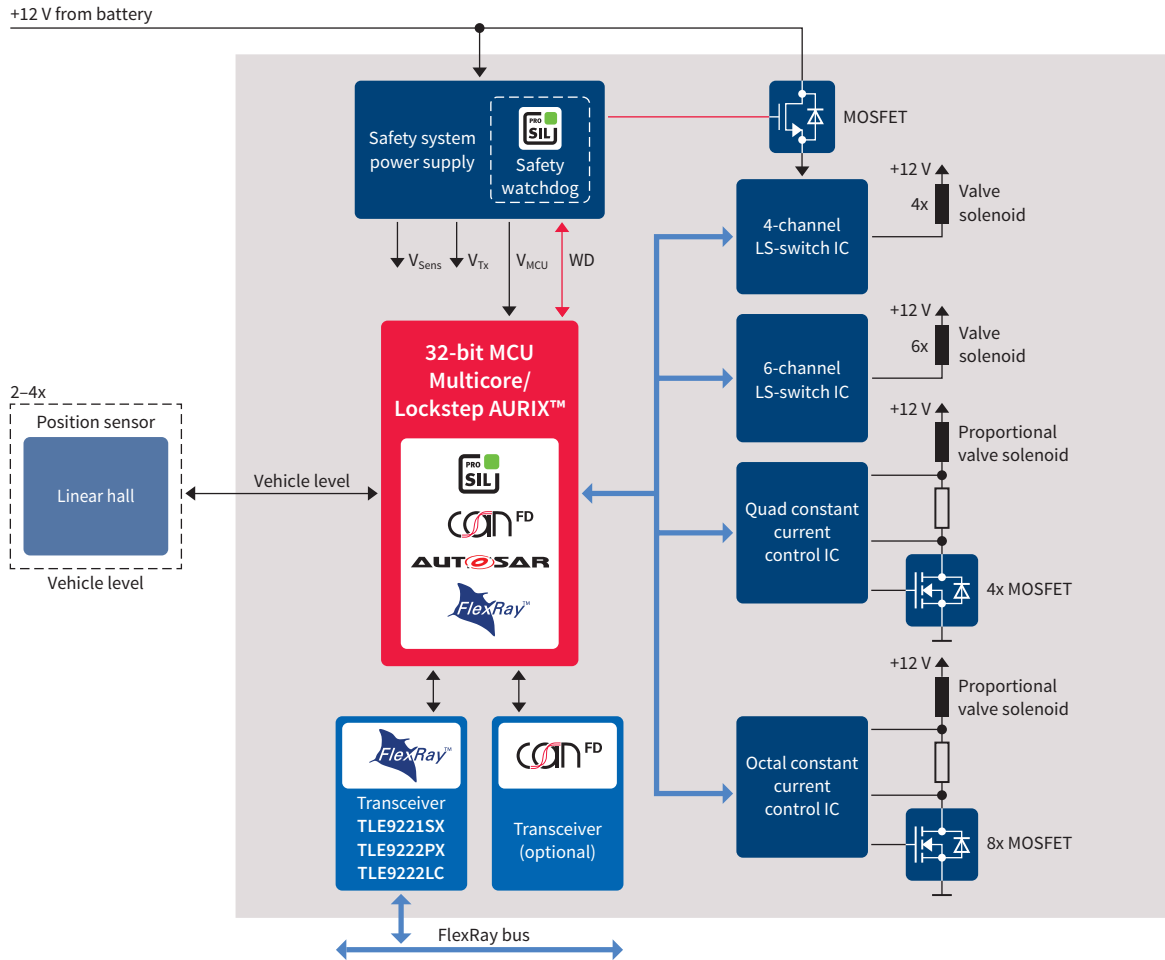 +12 V from battery
Safety system
power supply
PRO
SIL
Safety
watchdog
MOSFET
+12 V
4x
Valve
solenoid
4-channel
LS-switch IC
VSens
VTx
VMCU
WD
32-bit MCU
Multicore/
Lockstep AURIX™
PRO
SIL
CAN FD
AUTOSAR
FlexRay™
+12 V
6x
Valve
solenoid
6-channel
LS-switch IC
2–4x
Position sensor
Linear hall
Vehicle level
Vehicle level
+12 V
Proportional
valve solenoid
Quad constant
current
control IC
4x MOSFET
+12 V
Proportional
valve solenoid
Octal constant
current
control IC
8x MOSFET
FlexRay™
Transceiver
TLE9221SX
TLE9222PX
TLE9222LC
CAN FD
Transceiver
(optional)
FlexRay bus